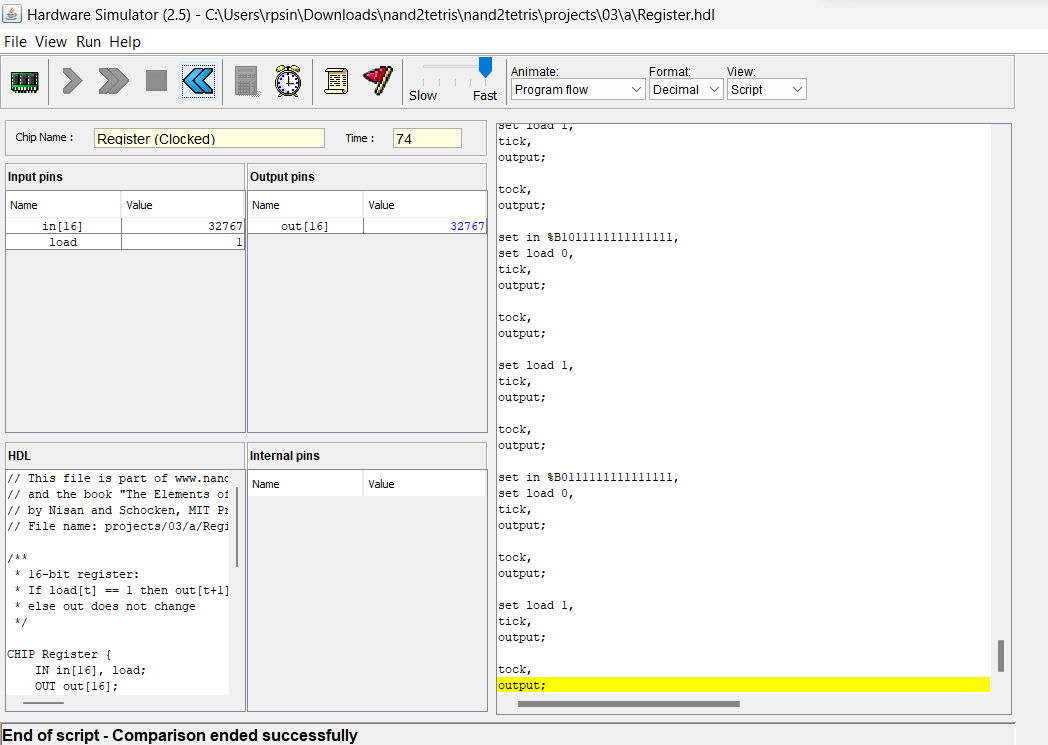 Hardware Simulator (2.5) - C:\Users\rpsin\Downloads\nand2tetris\nand2tetris\projects\03\a\Register.hdl
File View Run Help
Slow Fast
Animate:
Program flow
Format:
Decimal
View:
Script
Chip Name :
Register (Clocked)
Time :
74
Input pins
Name Value
in[16] 32767
load 1
Output pins
Name Value
out[16] 32767
HDL
// This file is part of www.nand
// and the book "The Elements of
// by Nisan and Schocken, MIT Pr
// File name: projects/03/a/Regi
/**
* 16-bit register:
* If load[t] == 1 then out[t+1]
* else out does not change
*/
CHIP Register {
IN in[16], load;
OUT out[16];
Internal pins
Name Value
set load 1,
tick,
output;
tock,
output;
set in %B1011111111111111,
set load 0,
tick,
output;
tock,
output;
set load 1,
tick,
output;
tock,
output;
set in %B0111111111111111,
set load 0,
tick,
output;
tock,
output;
set load 1,
tick,
output;
tock,
output;
End of script - Comparison ended successfully